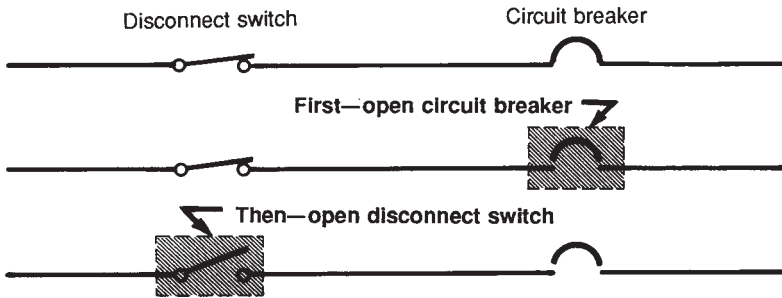 Disconnect switch
Circuit breaker
First—open circuit breaker
Then—open disconnect switch